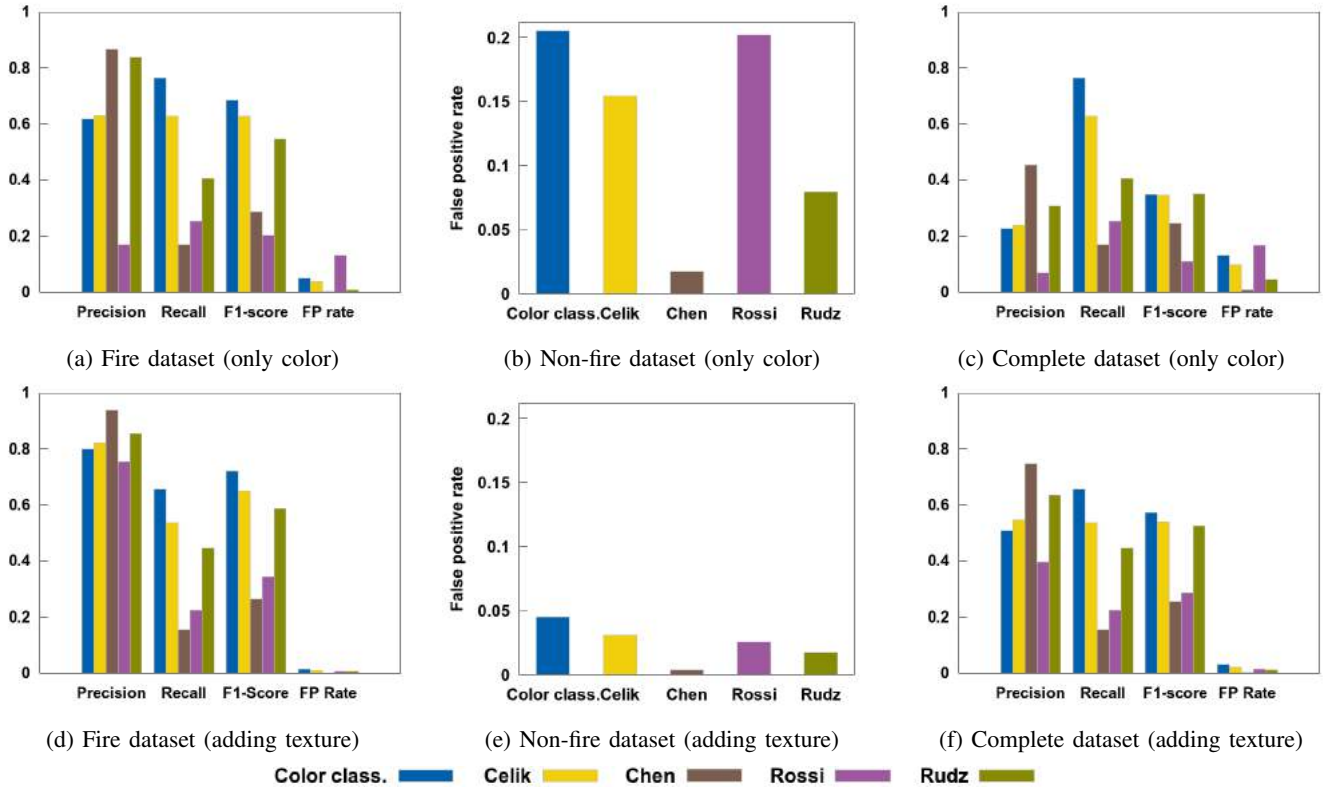 1
0.8
0.6
0.4
0.2
0
Precision Recall F1-score FP rate
(a) Fire dataset (only color)
False positive rate
0.2
0.15
0.1
0.05
0
Color class. Celik Chen Rossi Rudz
(b) Non-fire dataset (only color)
1
0.8
0.6
0.4
0.2
0
Precision Recall F1-score FP rate
(c) Complete dataset (only color)
1
0.8
0.6
0.4
0.2
0
Precision Recall F1-Score FP Rate
(d) Fire dataset (adding texture)
False positive rate
0.2
0.15
0.1
0.05
0
Color class. Celik Chen Rossi Rudz
(e) Non-fire dataset (adding texture)
1
0.8
0.6
0.4
0.2
0
Precision Recall F1-score FP Rate
(f) Complete dataset (adding texture)
Color class. Celik Chen Rossi Rudz